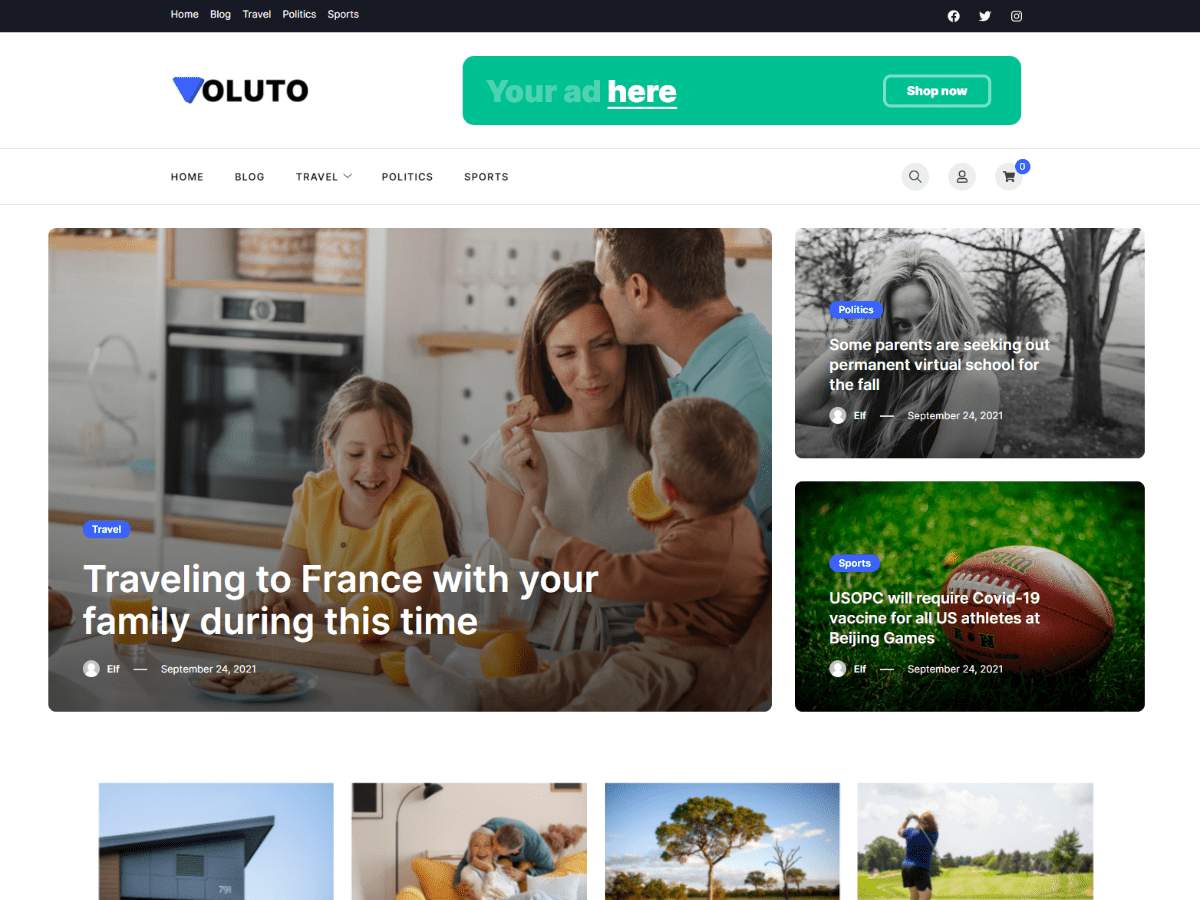 Home Blog Travel Politics Sports
VOLUTO
Your ad here
Shop now
HOME BLOG TRAVEL POLITICS SPORTS
0
Travel
Traveling to France with your
family during this time
Elf — September 24, 2021
Politics
Some parents are seeking out
permanent virtual school for
the fall
Elf — September 24, 2021
Sports
USOPC will require Covid-19
vaccine for all US athletes at
Beijing Games
Elf — September 24, 2021
791